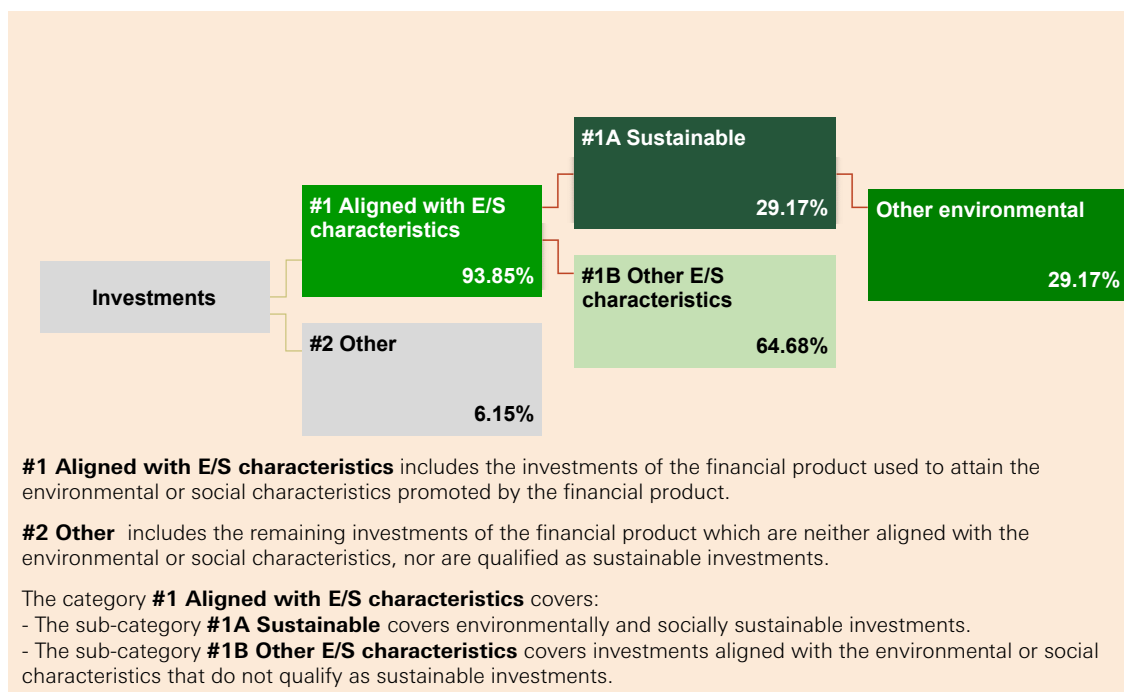 #1A Sustainable
29.17%
#1 Aligned with E/S
characteristics
93.85%
Other environmental
29.17%
Investments
#1B Other E/S
characteristics
64.68%
#2 Other
6.15%
#1 Aligned with E/S characteristics includes the investments of the financial product used to attain the
environmental or social characteristics promoted by the financial product.
#2 Other includes the remaining investments of the financial product which are neither aligned with the
environmental or social characteristics, nor are qualified as sustainable investments.
The category #1 Aligned with E/S characteristics covers:
- The sub-category #1A Sustainable covers environmentally and socially sustainable investments.
- The sub-category #1B Other E/S characteristics covers investments aligned with the environmental or social
characteristics that do not qualify as sustainable investments.